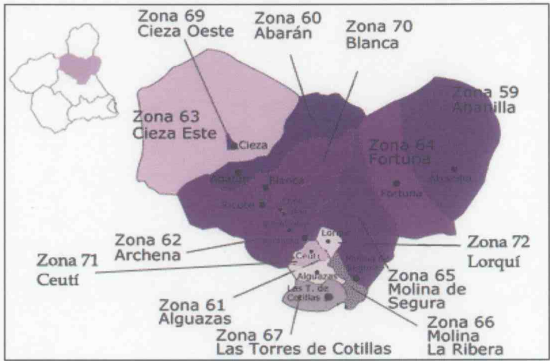 Zona 69
Cieza Oeste
Zona 60
Abarán
Zona 70
Blanca
Zona 59
Abanilla
Zona 63
Cieza Este
Cieza
Zona 64
Fortuna
Abarán
Blanca
Abanilla
Fortuna
Ricote
Lorquí
Zona 62
Archena
Zona 72
Lorquí
Zona 71
Ceutí
Ceutí
Alguazas
Las T. de
Cotillas
Zona 65
Molina de
Segura
Zona 61
Alguazas
Zona 66
Molina
La Ribera
Zona 67
Las Torres de Cotillas